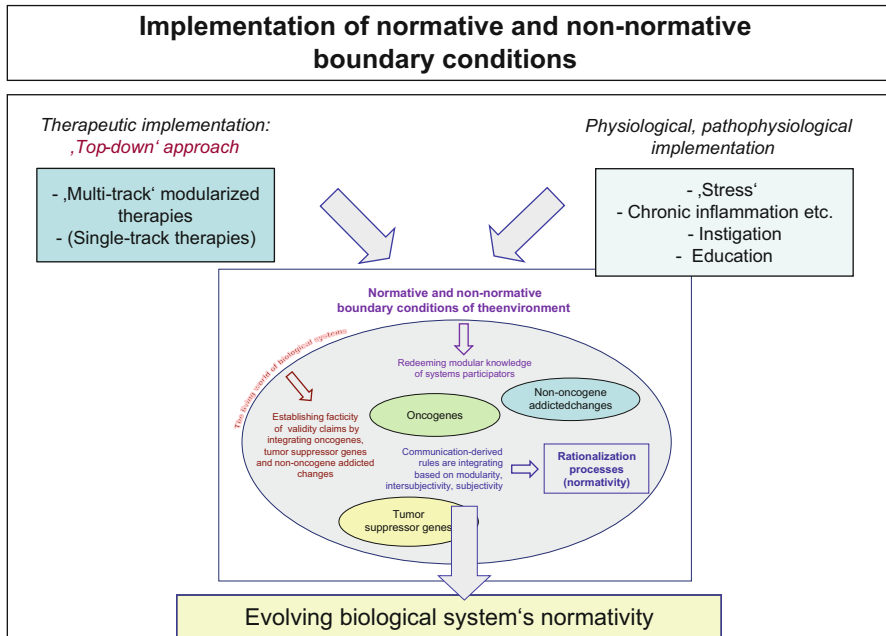 Implementation of normative and non-normative
boundary conditions
Therapeutic implementation:
‚Top-down‘ approach
- ‚Multi-track‘ modularized
therapies
- (Single-track therapies)
Physiological, pathophysiological
implementation
- ‚Stress‘
- Chronic inflammation etc.
- Instigation
- Education
Normative and non-normative
boundary conditions of theenvironment
The living world of biological systems
Redeeming modular knowledge
of systems participators
Non-oncogene
addictedchanges
Oncogenes
Establishing facticity
of validity claims by
integrating oncogenes,
tumor suppressor genes
and non-oncogene addicted
changes
Communication-derived
rules are integrating
based on modularity,
intersubjectivity, subjectivity
Rationalization
processes
(normativity)
Tumor
suppressor genes
Evolving biological system‘s normativity